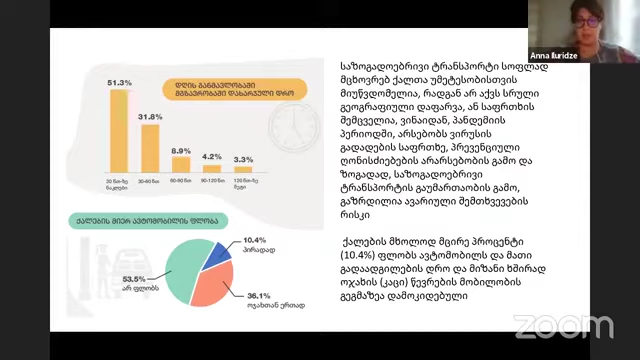 Anna Iluridze
დღის განმავლობაში
მგზავრობაში დახარჯული დრო
51.3%
31.8%
8.9%
4.2%
3.3%
30 წთ-ზე
ნაკლები
30-60 წთ
60-90 წთ
90-120 წთ
120 წთ-ზე
მეტი
ქალების მიერ ავტომობილის ფლობა
10.4%
პირადად
53.5%
არ ფლობს
36.1%
ოჯახთან ერთად
საზოგადოებრივი ტრანსპორტი სოფლად
მცხოვრებ ქალთა უმეტესობისთვის
მიუწვდომელია, რადგან არ აქვს სრული
გეოგრაფიული დაფარვა, ან საფრთხის
შემცველია, ვინაიდან, პანდემიის
პერიოდში, არსებობს ვირუსის
გადადების საფრთხე, პრევენციული
ღონისძიებების არარსებობის გამო და
ზოგადად, საზოგადოებრივი
ტრანსპორტის გაუმართაობის გამო,
გაზრდილია ავარიული შემთხვევების
რისკი
ქალების მხოლოდ მცირე პროცენტი
(10.4%) ფლობს ავტომობილს და მათი
გადაადგილების დრო და მიზანი ხშირად
ოჯახის (კაცი) წევრების მობილობის
გეგმაზეა დამოკიდებული
zoom